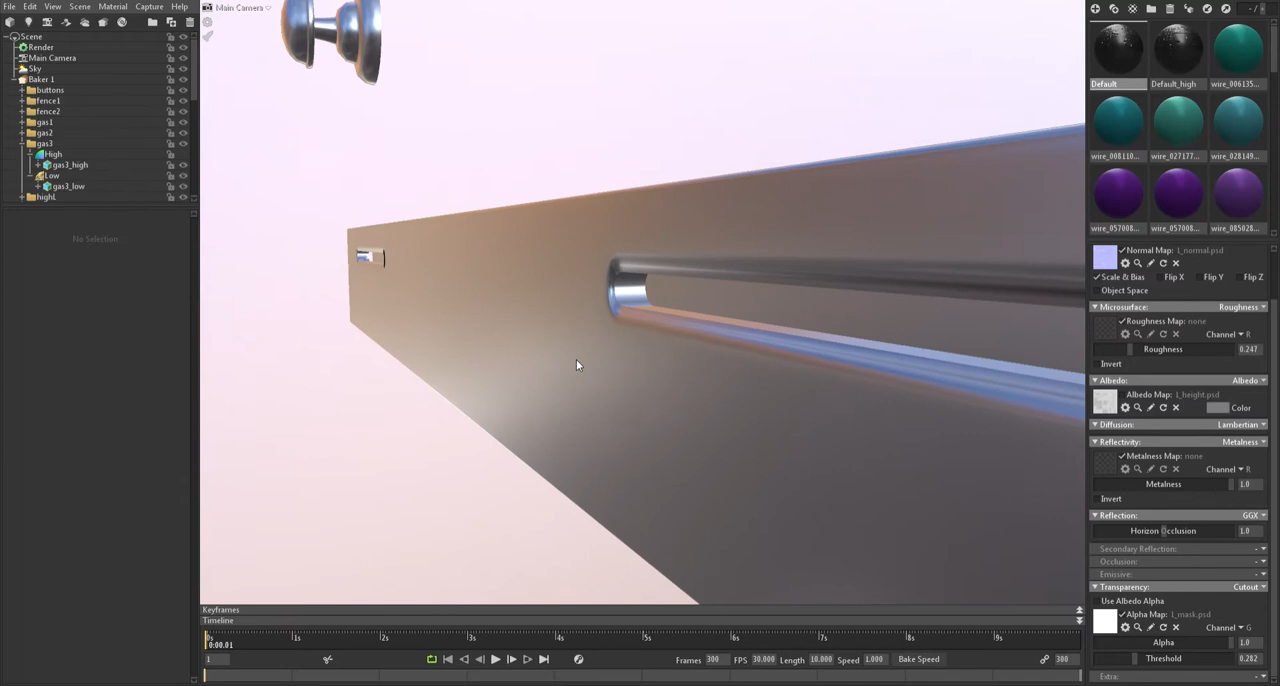 File Edit View Scene Material Capture Help
Main Camera
Scene
Render
Main Camera
Sky
Baker 1
buttons
fence1
fence2
gas1
gas2
gas3
High
gas3_high
Low
gas3_low
highL
No Selection
Default Default_high wire_006135...
wire_008110... wire_027177... wire_028149...
wire_057008... wire_057008... wire_085028...
Normal Map: 1_normal.psd
Scale & Bias Flip X Flip Y Flip Z
Object Space
Microsurface: Roughness
Roughness Map: none
Channel R
Roughness 0.247
Invert
Albedo: Albedo
Albedo Map: 1_height.psd
Color
Diffusion: Lambertian
Reflectivity: Metalness
Metalness Map: none
Channel R
Metalness 1.0
Invert
Reflection: GGX
Horizon Occlusion 1.0
Secondary Reflection: -
Occlusion: -
Emissive: -
Transparency: Cutout
Use Albedo Alpha
Alpha Map: 1_mask.psd
Channel G
Alpha 1.0
Threshold 0.282
Extra: -
Keyframes
Timeline
0s 1s 2s 3s 4s 5s 6s 7s 8s 9s
0:00.01
1 Frames 300 FPS 30.000 Length 10.000 Speed 1.000 Bake Speed 300